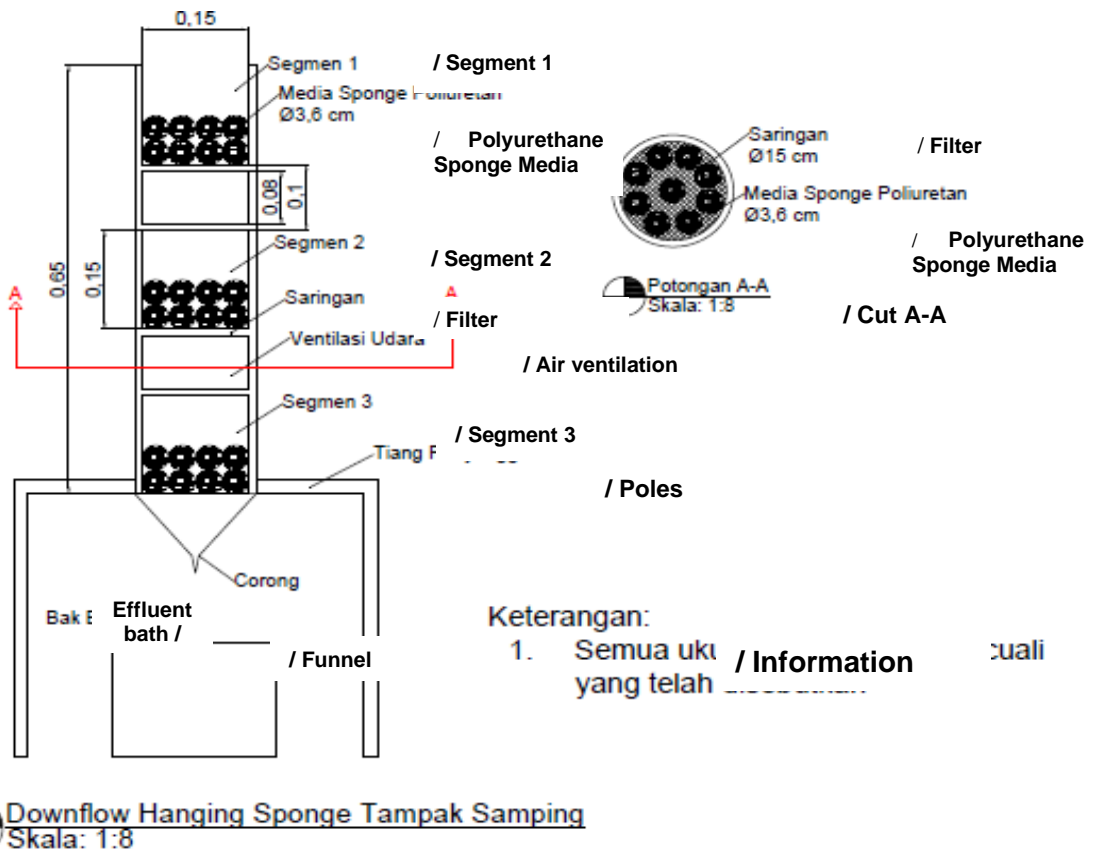 0,15
Segmen 1
/ Segment 1
Media Sponge Poliuretan
Ø3,6 cm
/ Polyurethane
Sponge Media
Saringan
Ø15 cm
/ Filter
Media Sponge Poliuretan
Ø3,6 cm
/ Polyurethane
Sponge Media
0,08
0,1
Segmen 2
/ Segment 2
0,65
0,15
A
A
Saringan
/ Filter
Potongan A-A
Skala: 1:8
/ Cut A-A
Ventilasi Udara
/ Air ventilation
Segmen 3
/ Segment 3
Tiang
/ Poles
Corong
Bak
Effluent
bath /
/ Funnel
Keterangan:
1. Semua
/ Information
yang telah
Downflow Hanging Sponge Tampak Samping
Skala: 1:8